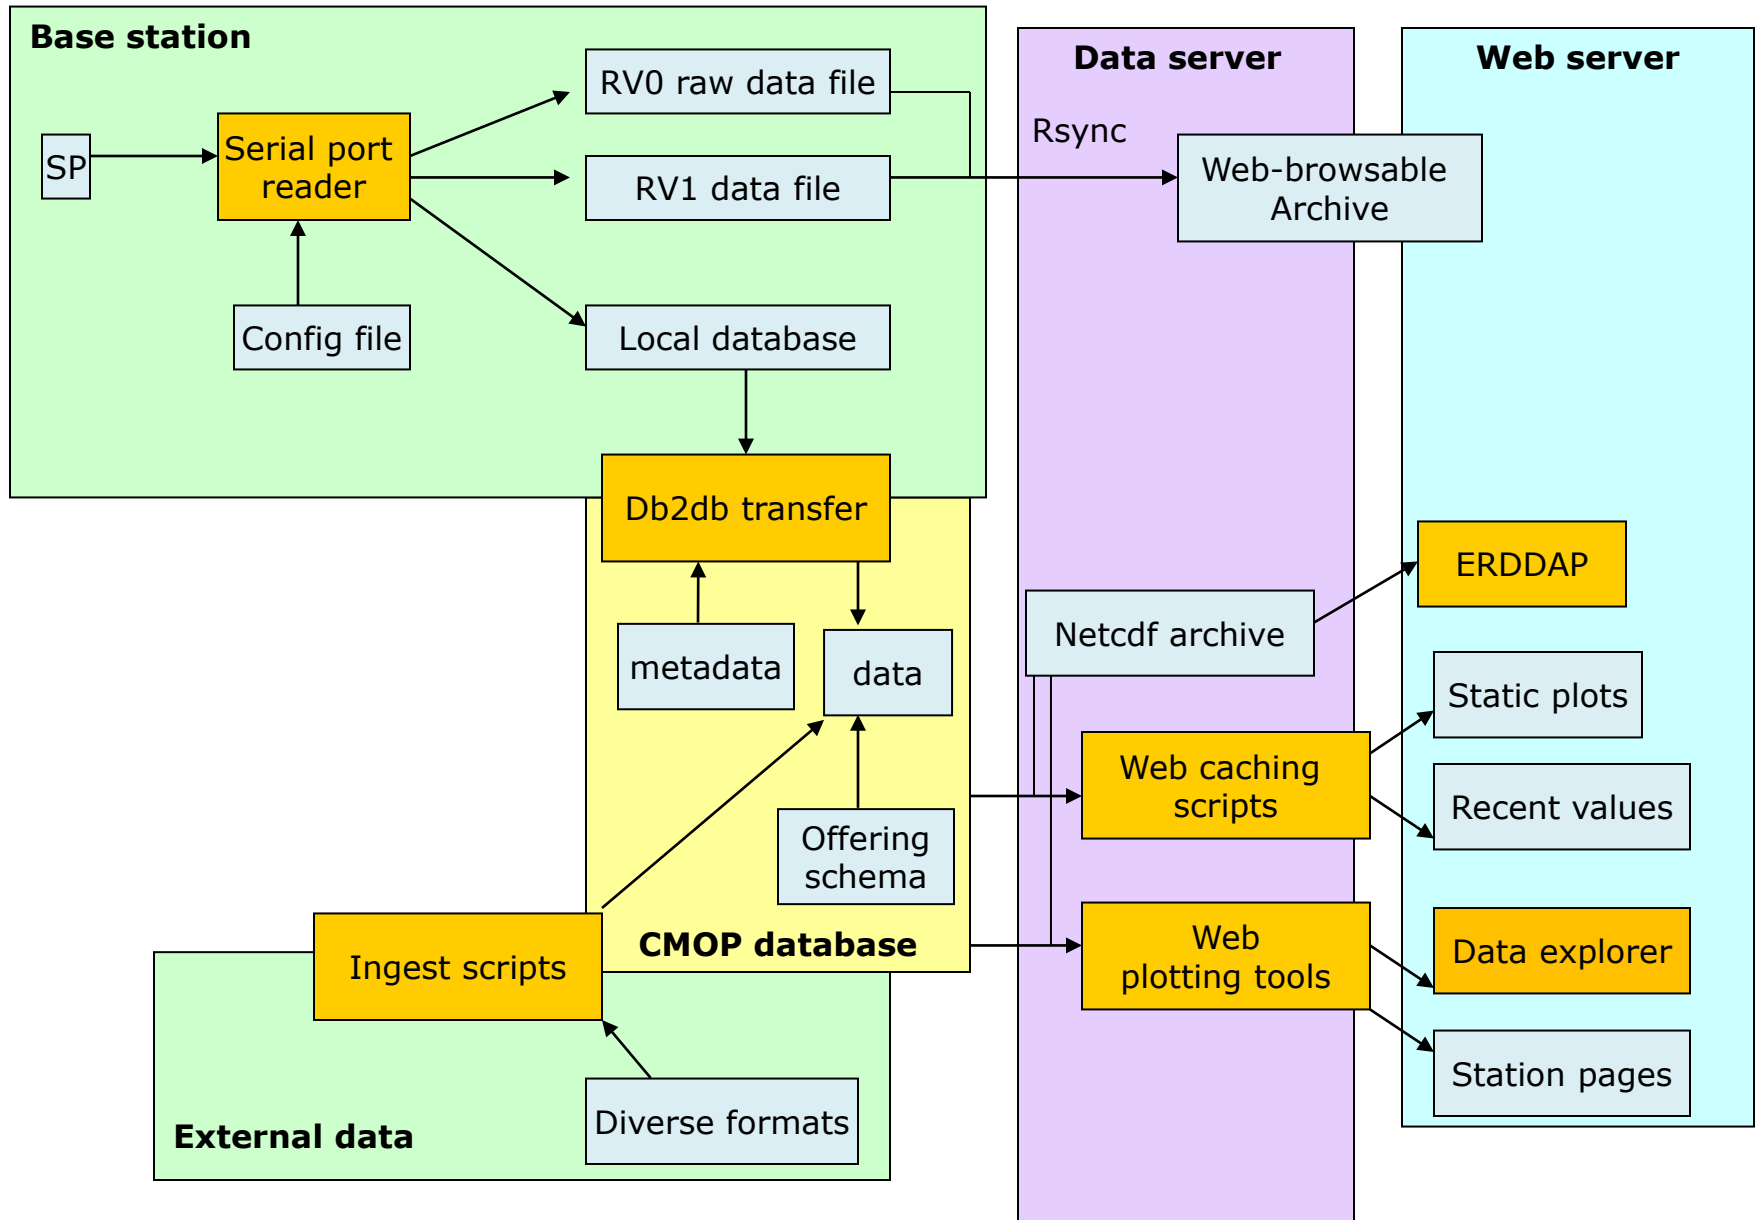 Base station
RV0 raw data file
SP
Serial port
reader
RV1 data file
Config file
Local database
Db2db transfer
metadata
data
Offering
schema
CMOP database
Ingest scripts
Diverse formats
External data
Data server
Rsync
Web-browsable
Archive
Netcdf archive
Web caching
scripts
Web
plotting tools
Web server
ERDDAP
Static plots
Recent values
Data explorer
Station pages